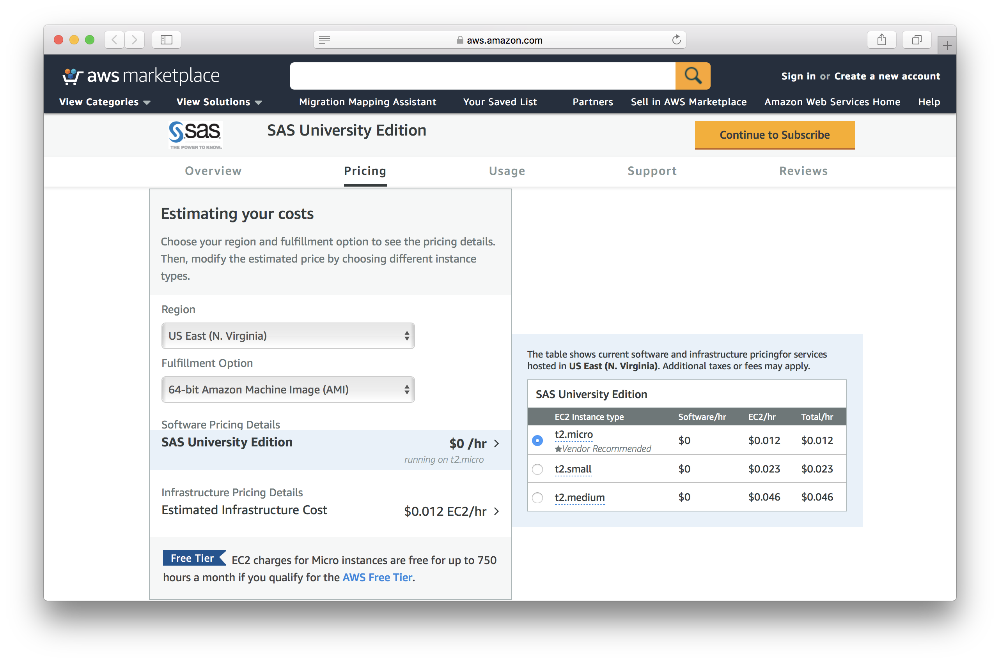 aws.amazon.com
aws marketplace
Sign in or Create a new account
View Categories
View Solutions
Migration Mapping Assistant
Your Saved List
Partners
Sell in AWS Marketplace
Amazon Web Services Home
Help
sas
THE POWER TO KNOW.
SAS University Edition
Continue to Subscribe
Overview
Pricing
Usage
Support
Reviews
Estimating your costs
Choose your region and fulfillment option to see the pricing details.
Then, modify the estimated price by choosing different instance
types.
Region
US East (N. Virginia)
Fulfillment Option
64-bit Amazon Machine Image (AMI)
Software Pricing Details
SAS University Edition
$0 /hr
running on t2.micro
Infrastructure Pricing Details
Estimated Infrastructure Cost
$0.012 EC2/hr
Free Tier EC2 charges for Micro instances are free for up to 750
hours a month if you qualify for the AWS Free Tier.
The table shows current software and infrastructure pricingfor services
hosted in US East (N. Virginia). Additional taxes or fees may apply.
SAS University Edition
EC2 Instance type Software/hr EC2/hr Total/hr
t2.micro $0 $0.012 $0.012
★Vendor Recommended
t2.small $0 $0.023 $0.023
t2.medium $0 $0.046 $0.046